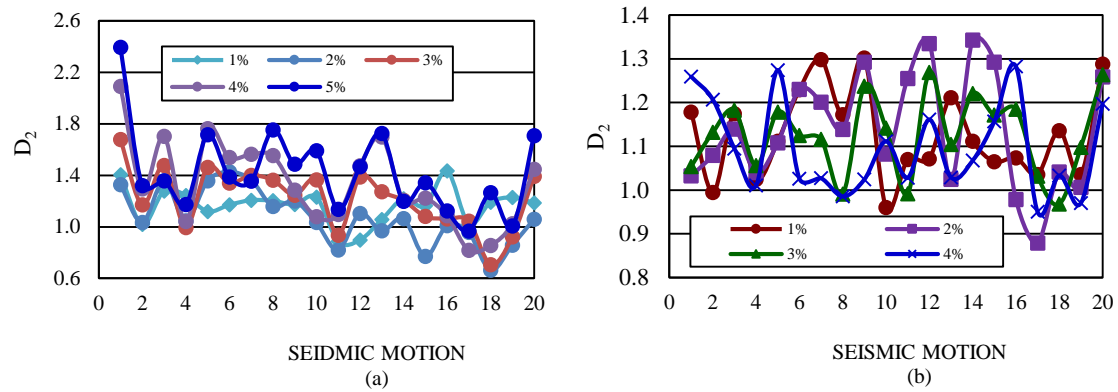 2.6
2.2
1.8
1.4
1.0
0.6
D2
1% 2% 3%
4% 5%
0 2 4 6 8 10 12 14 16 18 20
SEIDMIC MOTION
(a)
1.4
1.3
1.2
1.1
1.0
0.9
0.8
D2
1% 2%
3% 4%
0 2 4 6 8 10 12 14 16 18 20
SEISMIC MOTION
(b)